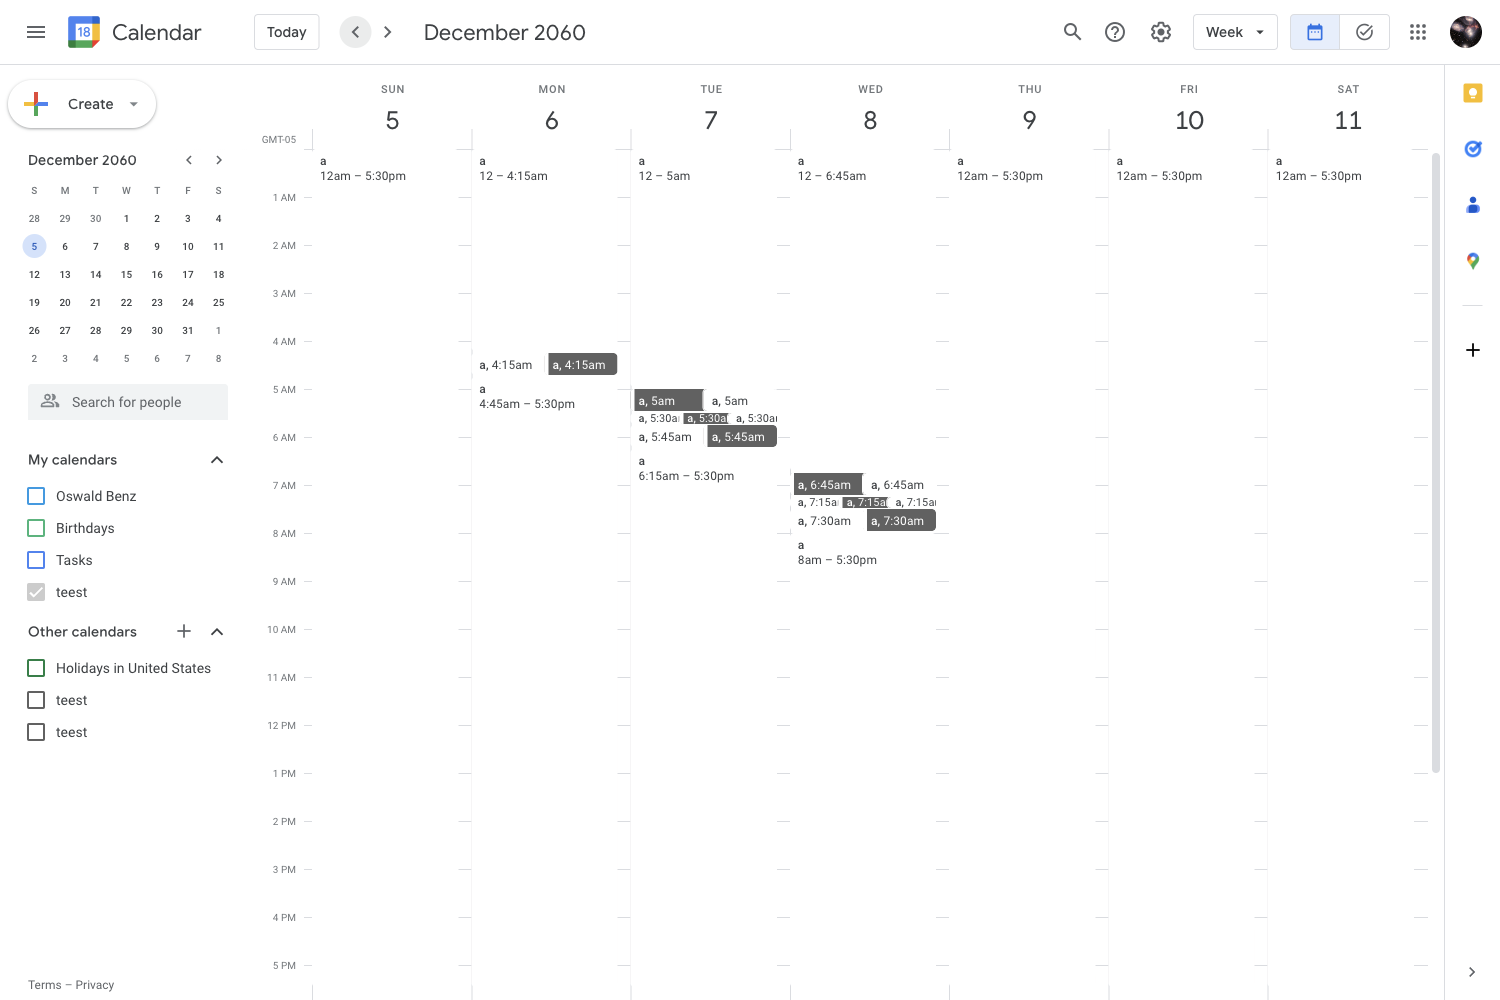 18 Calendar Today December 2060 Week
Create
December 2060
S M T W T F S
28 29 30 1 2 3 4
5 6 7 8 9 10 11
12 13 14 15 16 17 18
19 20 21 22 23 24 25
26 27 28 29 30 31 1
2 3 4 5 6 7 8
Search for people
My calendars
Oswald Benz
Birthdays
Tasks
teest
Other calendars
Holidays in United States
teest
teest
Terms – Privacy
SUN MON TUE WED THU FRI SAT
5 6 7 8 9 10 11
GMT-05
a a a a a a a
12am – 5:30pm 12 – 4:15am 12 – 5am 12 – 6:45am 12am – 5:30pm 12am – 5:30pm 12am – 5:30pm
1 AM
2 AM
3 AM
4 AM
a, 4:15am a, 4:15am
5 AM
a
4:45am – 5:30pm
a, 5am a, 5am
a, 5:30a a, 5:30a a, 5:30a
6 AM
a, 5:45am a, 5:45am
a
6:15am – 5:30pm
7 AM
a, 6:45am a, 6:45am
a, 7:15a a, 7:15a a, 7:15a
a, 7:30am a, 7:30am
8 AM
a
8am – 5:30pm
9 AM
10 AM
11 AM
12 PM
1 PM
2 PM
3 PM
4 PM
5 PM